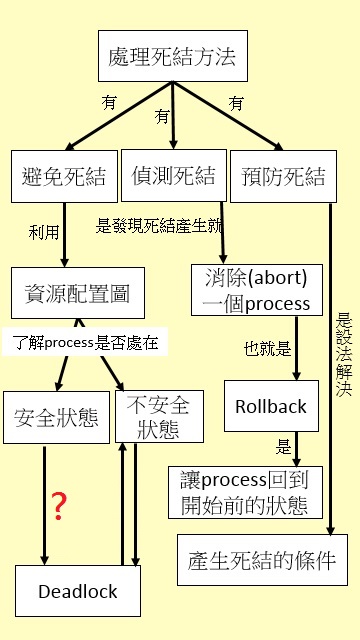 處理死結方法
有
有
有
避免死結
偵測死結
預防死結
利用
是發現死結產生就
資源配置圖
消除(abort)
一個process
了解process是否處在
也就是
是設法解決
安全狀態
不安全
狀態
Rollback
是
?
讓process回到
開始前的狀態
產生死結的條件
Deadlock